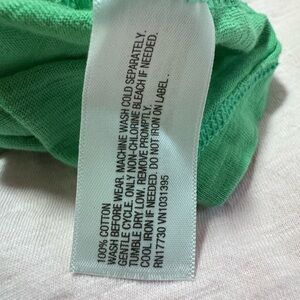 100% COTTON
WASH BEFORE WEAR. MACHINE WASH COLD SEPARATELY.
GENTLE CYCLE, ONLY NON-CHLORINE BLEACH IF NEEDED.
TUMBLE DRY LOW. REMOVE PROMPTLY.
COOL IRON IF NEEDED. DO NOT IRON ON LABEL.
RN17730 VN1031395